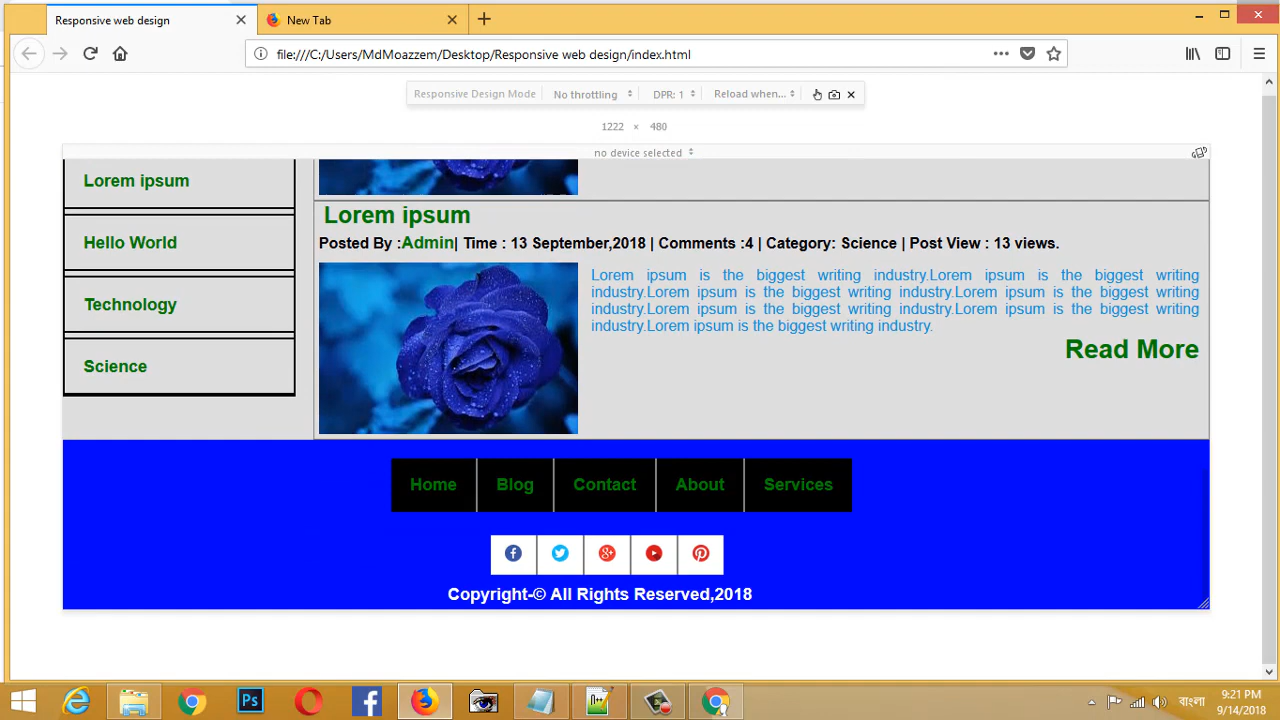 Responsive web design
New Tab
file:///C:/Users/MdMoazzem/Desktop/Responsive web design/index.html
Responsive Design Mode No throttling DPR: 1 Reload when...
1222 × 480
no device selected
Lorem ipsum
Hello World
Technology
Science
Lorem ipsum
Posted By :Admin| Time : 13 September,2018 | Comments :4 | Category: Science | Post View : 13 views.
Lorem ipsum is the biggest writing industry.Lorem ipsum is the biggest writing
industry.Lorem ipsum is the biggest writing industry.Lorem ipsum is the biggest writing
industry.Lorem ipsum is the biggest writing industry.Lorem ipsum is the biggest writing
industry.Lorem ipsum is the biggest writing industry.
Read More
Home Blog Contact About Services
Copyright-© All Rights Reserved,2018
বাংলা
9:21 PM
9/14/2018